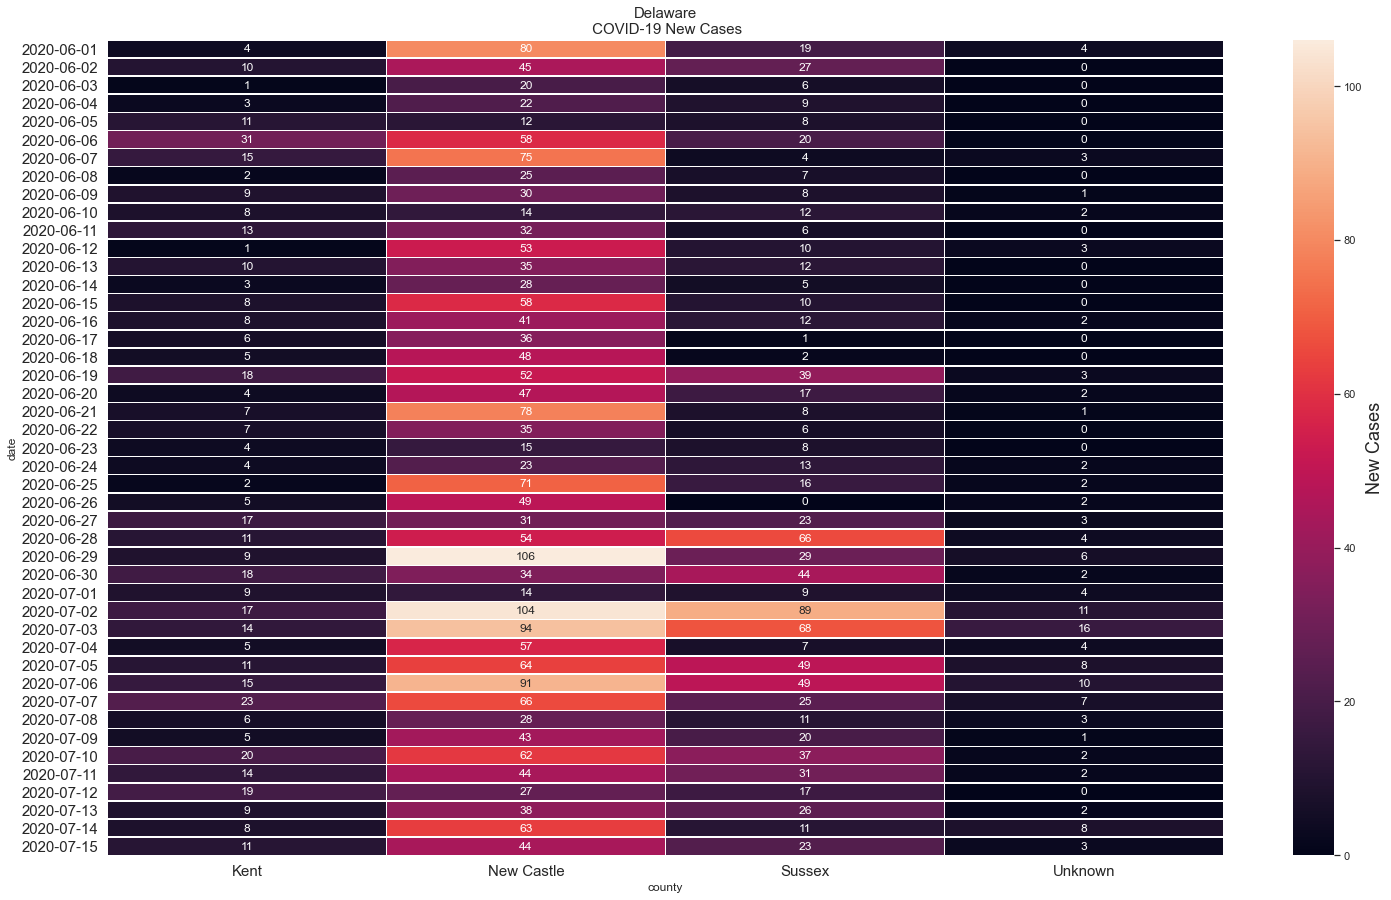 Delaware
COVID-19 New Cases
2020-06-01 4 80 19 4
2020-06-02 10 45 27 0
2020-06-03 1 20 6 0
2020-06-04 3 22 9 0
2020-06-05 11 12 8 0
2020-06-06 31 58 20 0
2020-06-07 15 75 4 3
2020-06-08 2 25 7 0
2020-06-09 9 30 8 1
2020-06-10 8 14 12 2
2020-06-11 13 32 6 0
2020-06-12 1 53 10 3
2020-06-13 10 35 12 0
2020-06-14 3 28 5 0
2020-06-15 8 58 10 0
2020-06-16 8 41 12 2
2020-06-17 6 36 1 0
2020-06-18 5 48 2 0
2020-06-19 18 52 39 3
2020-06-20 4 47 17 2
2020-06-21 7 78 8 1
2020-06-22 7 35 6 0
2020-06-23 4 15 8 0
2020-06-24 4 23 13 2
2020-06-25 2 71 16 2
2020-06-26 5 49 0 2
2020-06-27 17 31 23 3
2020-06-28 11 54 66 4
2020-06-29 9 106 29 6
2020-06-30 18 34 44 2
2020-07-01 9 14 9 4
2020-07-02 17 104 89 11
2020-07-03 14 94 68 16
2020-07-04 5 57 7 4
2020-07-05 11 64 49 8
2020-07-06 15 91 49 10
2020-07-07 23 66 25 7
2020-07-08 6 28 11 3
2020-07-09 5 43 20 1
2020-07-10 20 62 37 2
2020-07-11 14 44 31 2
2020-07-12 19 27 17 0
2020-07-13 9 38 26 2
2020-07-14 8 63 11 8
2020-07-15 11 44 23 3
Kent New Castle Sussex Unknown
county
date
100
80
60
40
20
0
New Cases